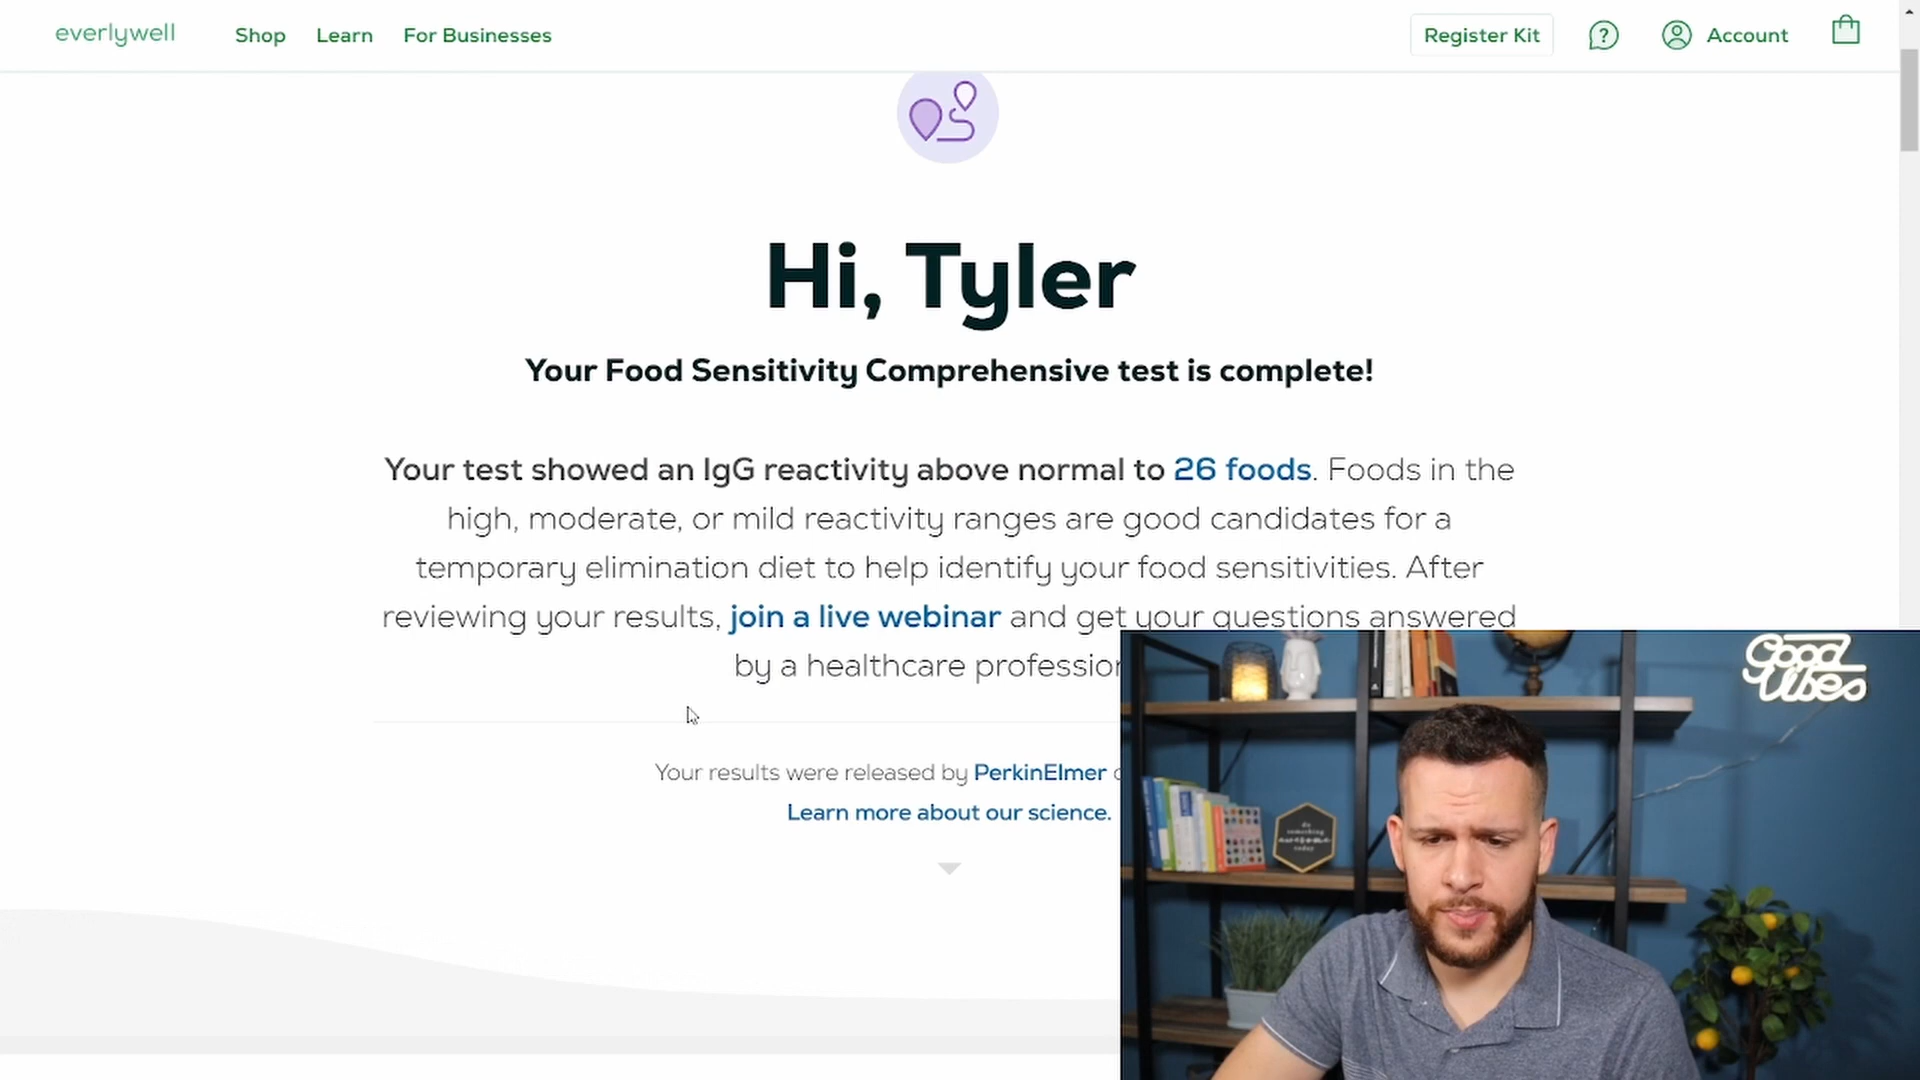 everlywell Shop Learn For Businesses Register Kit ? Account
Hi, Tyler
Your Food Sensitivity Comprehensive test is complete!
Your test showed an IgG reactivity above normal to 26 foods. Foods in the
high, moderate, or mild reactivity ranges are good candidates for a
temporary elimination diet to help identify your food sensitivities. After
reviewing your results, join a live webinar and get your questions answered
by a healthcare
Your results were released by PerkinElmer
Learn more about our science.
Good
Vibes
do
something
awesome
today